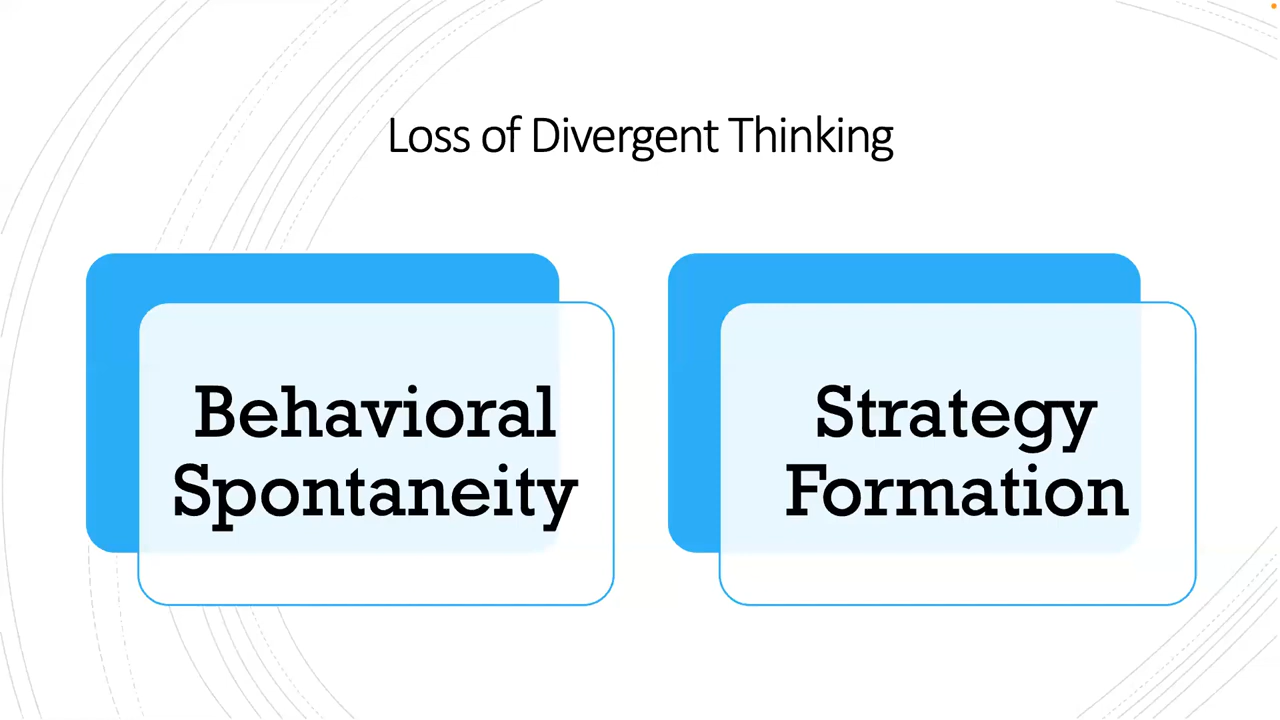 Loss of Divergent Thinking
Behavioral
Spontaneity
Strategy
Formation